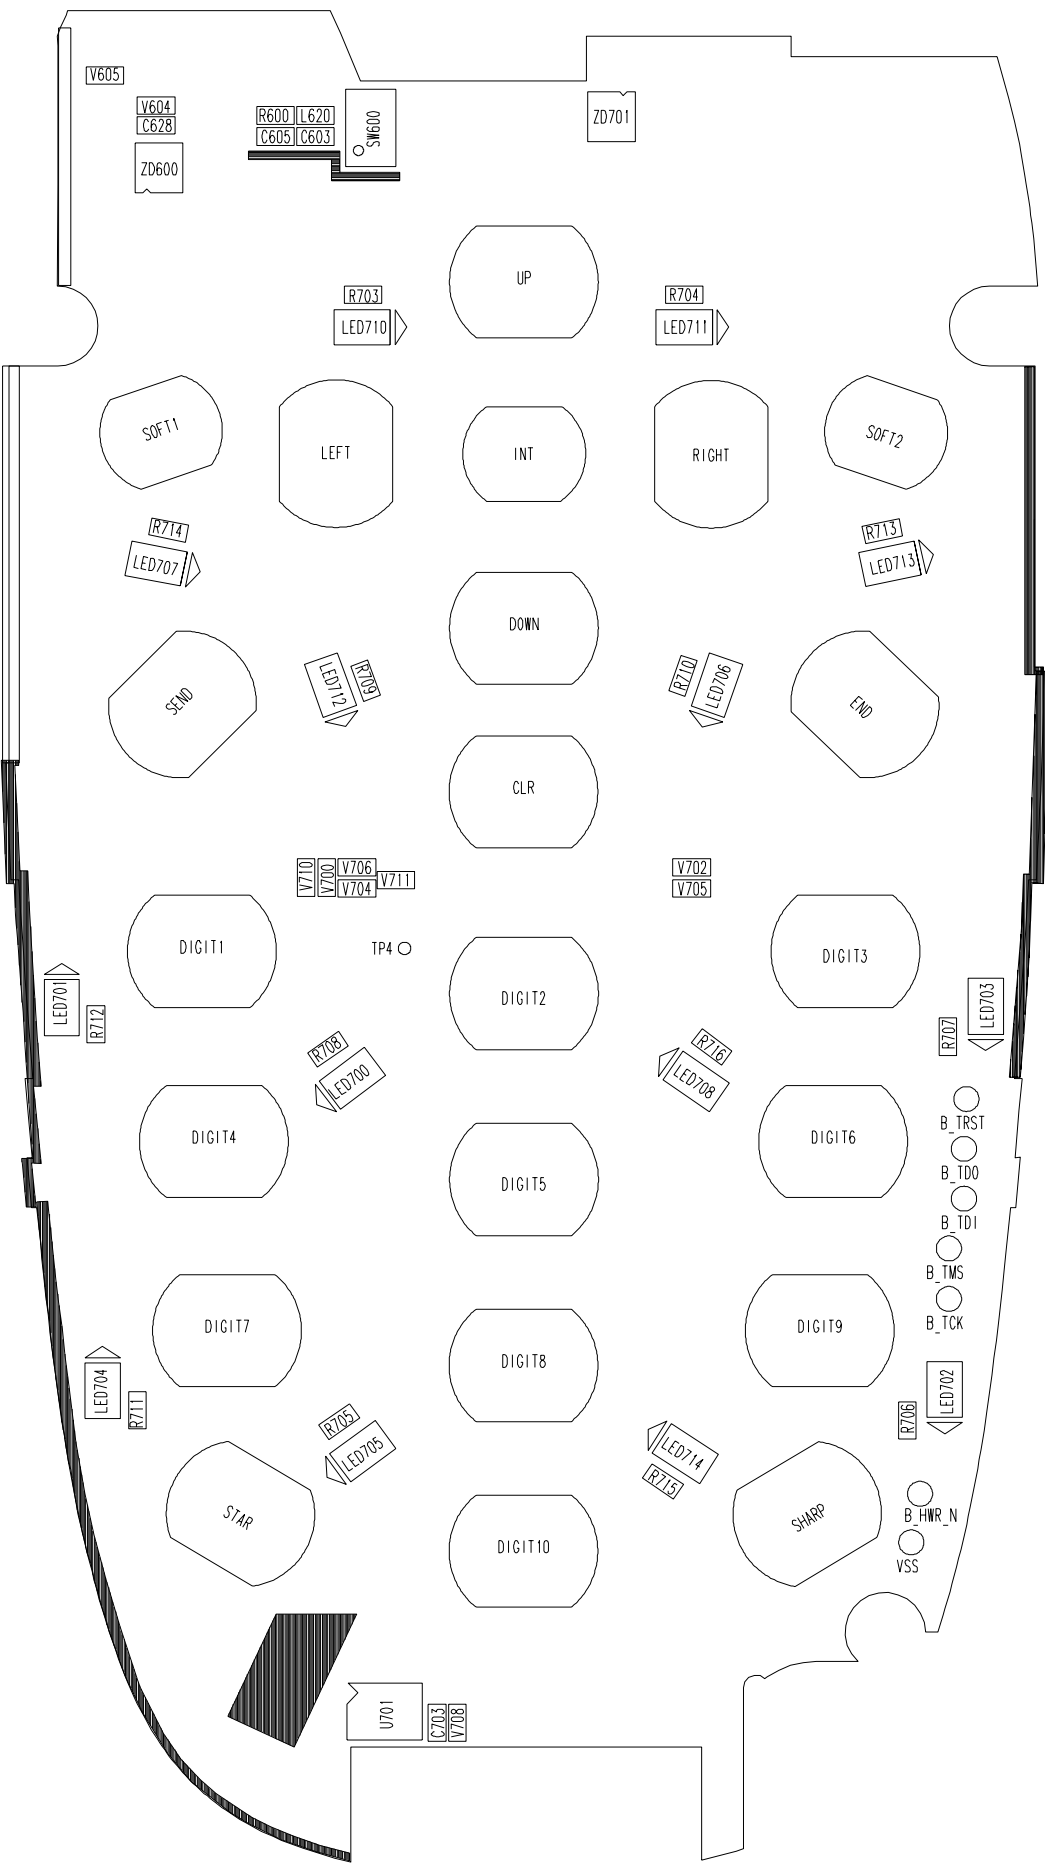 V605
V604
C628
ZD600
R600
L620
C605
C603
SW600
ZD701
UP
R703
LED710
R704
LED711
SOFT1
LEFT
INT
RIGHT
SOFT2
R714
LED707
R713
LED713
DOWN
SEND
LED712
R709
R710
LED706
END
CLR
V710
V700
V706
V704
V711
V702
V705
DIGIT1
TP4
DIGIT2
DIGIT3
LED701
R712
R708
LED700
R716
LED708
R707
LED703
B_TRST
DIGIT4
DIGIT5
DIGIT6
B_TDO
B_TDI
B_TMS
B_TCK
DIGIT7
DIGIT8
DIGIT9
LED704
R711
R705
LED705
LED714
R715
R706
LED702
STAR
DIGIT10
SHARP
B_HWR_N
VSS
U701
C703
V708